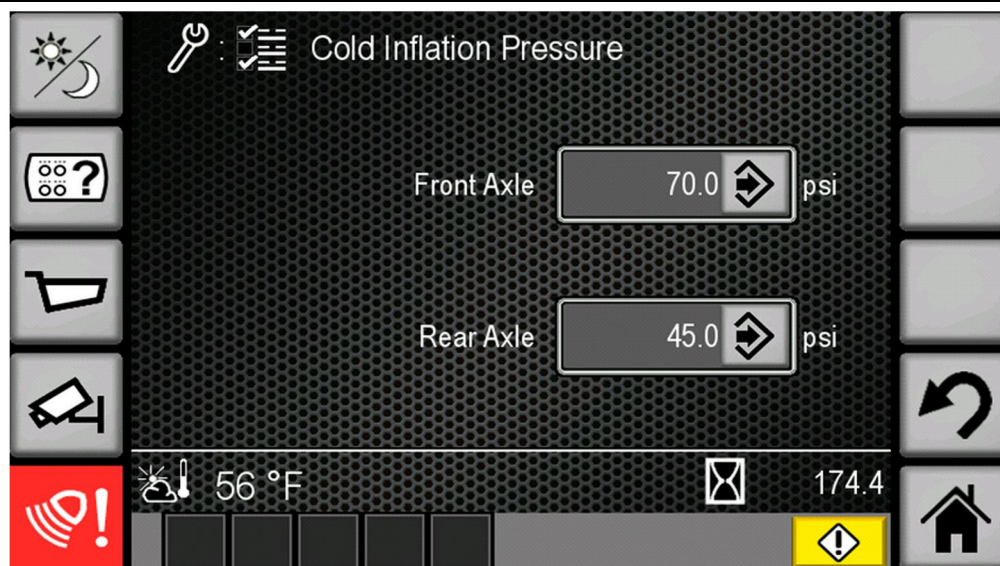 : Cold Inflation Pressure
?
Front Axle 70.0 psi
Rear Axle 45.0 psi
56 °F 174.4
!
!